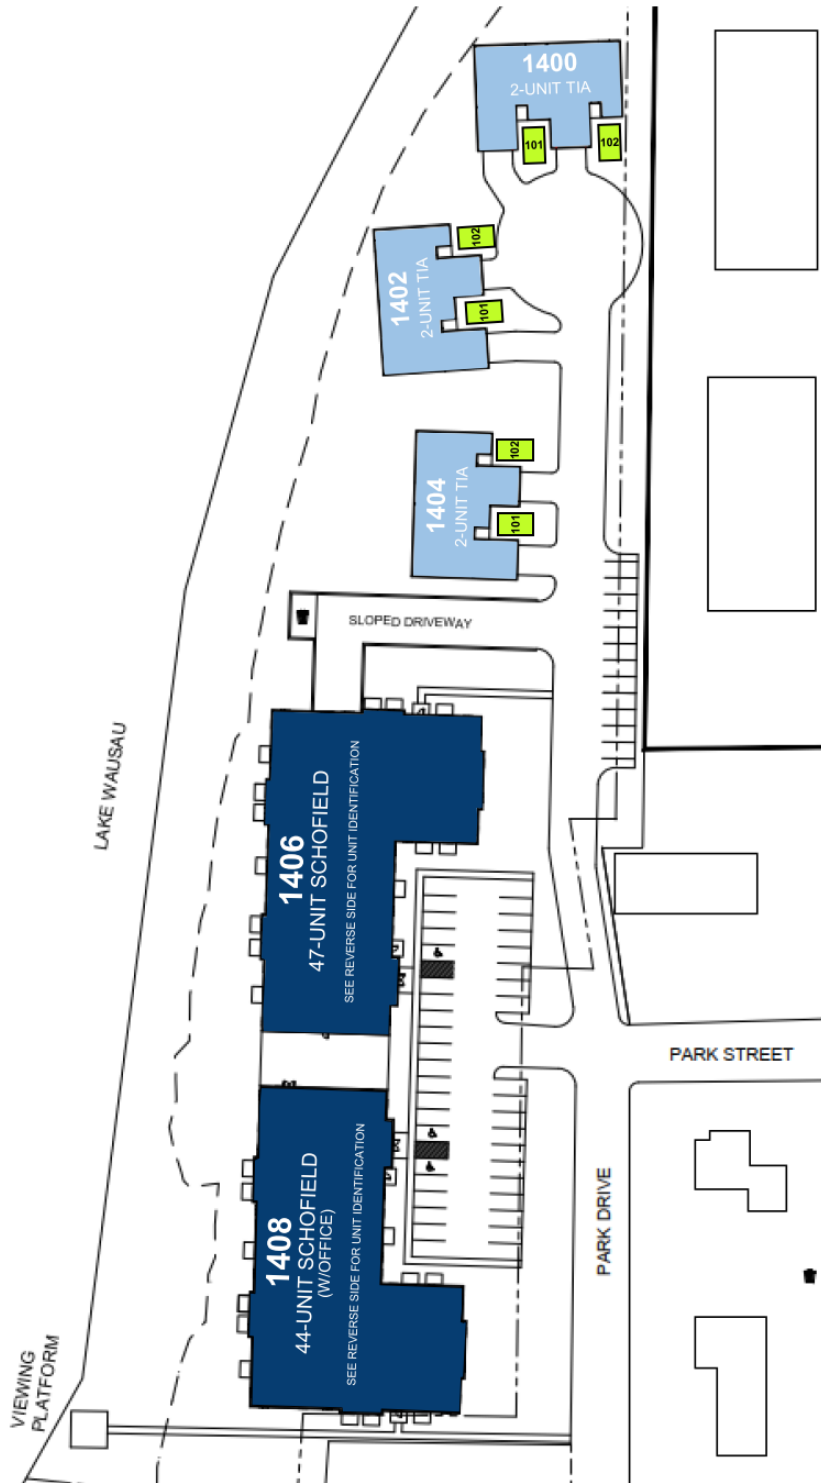 1400
2-UNIT TIA
101
102
102
1402
2-UNIT TIA
101
102
1404
2-UNIT TIA
101
SLOPED DRIVEWAY
LAKE WAUSAU
1406
47-UNIT SCHOFIELD
SEE REVERSE SIDE FOR UNIT IDENTIFICATION
PARK STREET
1408
44-UNIT SCHOFIELD
(W/OFFICE)
SEE REVERSE SIDE FOR UNIT IDENTIFICATION
PARK DRIVE
VIEWING
PLATFORM